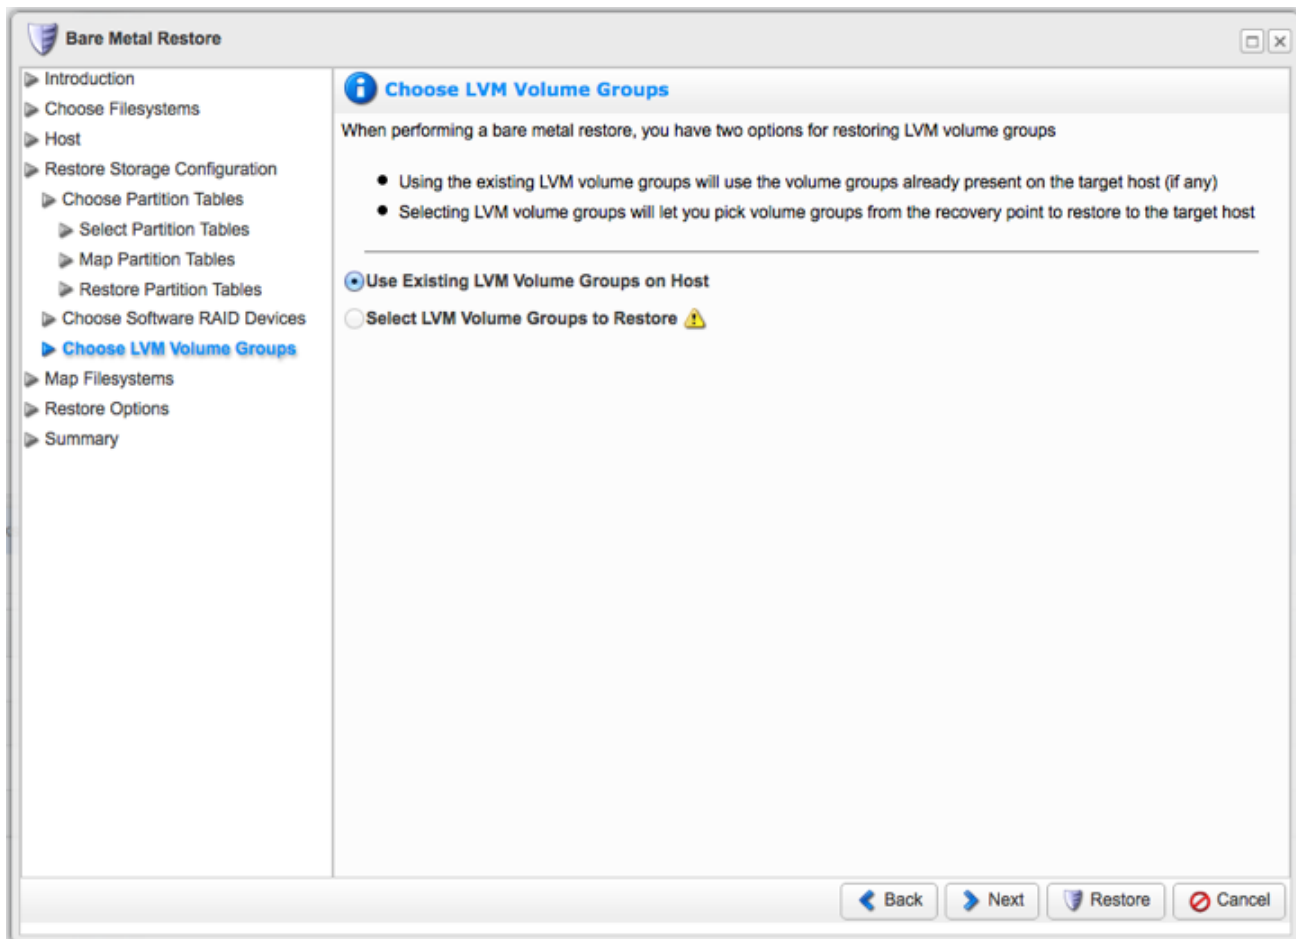 Bare Metal Restore
Introduction
Choose Filesystems
Host
Restore Storage Configuration
Choose Partition Tables
Select Partition Tables
Map Partition Tables
Restore Partition Tables
Choose Software RAID Devices
Choose LVM Volume Groups
Map Filesystems
Restore Options
Summary
Choose LVM Volume Groups
When performing a bare metal restore, you have two options for restoring LVM volume groups
Using the existing LVM volume groups will use the volume groups already present on the target host (if any)
Selecting LVM volume groups will let you pick volume groups from the recovery point to restore to the target host
Use Existing LVM Volume Groups on Host
Select LVM Volume Groups to Restore
Back
Next
Restore
Cancel